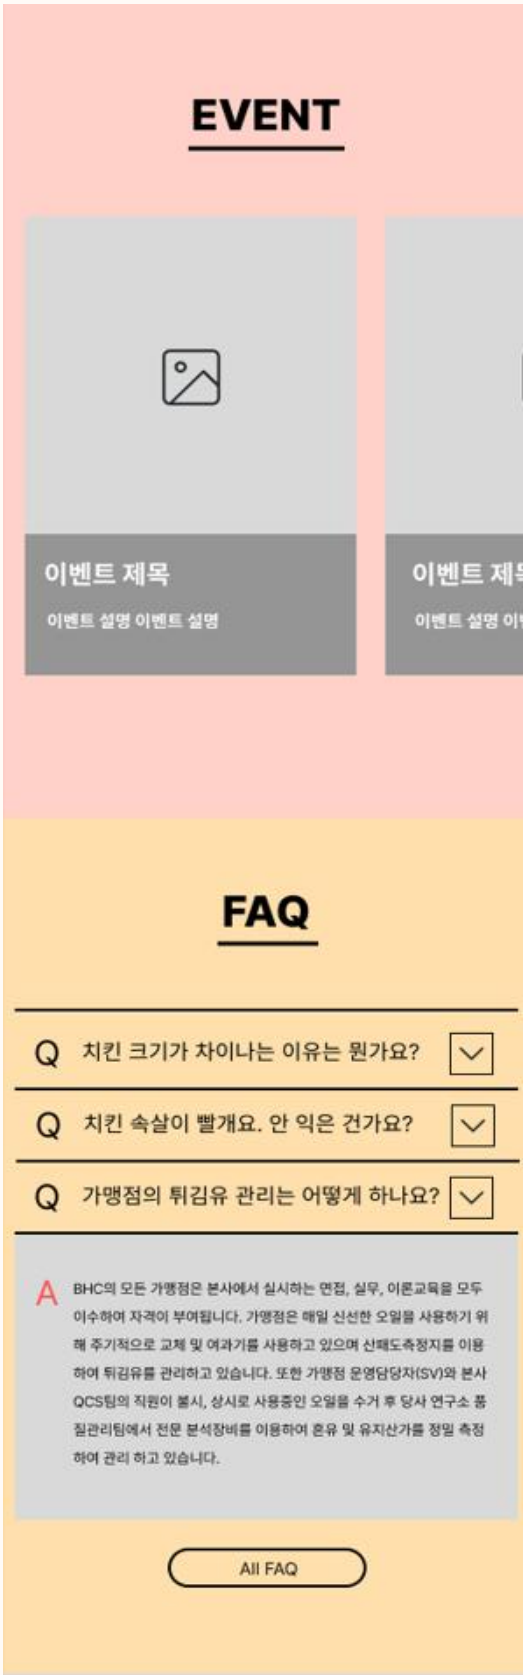 EVENT
이벤트 제목
이벤트 설명 이벤트 설명
이벤트 제목
이벤트 설명 이벤
FAQ
Q 치킨 크기가 차이나는 이유는 뭔가요?
Q 치킨 속살이 빨개요. 안 익은 건가요?
Q 가맹점의 튀김유 관리는 어떻게 하나요?
A BHC의 모든 가맹점은 본사에서 실시하는 면접, 실무, 이론교육을 모두
이수하여 자격이 부여됩니다. 가맹점은 매일 신선한 오일을 사용하기 위
해 주기적으로 교체 및 여과기를 사용하고 있으며 산패도측정지를 이용
하여 튀김유를 관리하고 있습니다. 또한 가맹점 운영담당자(SV)와 본사
QCS팀의 직원이 불시, 상시로 사용중인 오일을 수거 후 당사 연구소 품
질관리팀에서 전문 분석장비를 이용하여 혼유 및 유지산가를 정밀 측정
하여 관리 하고 있습니다.
All FAQ